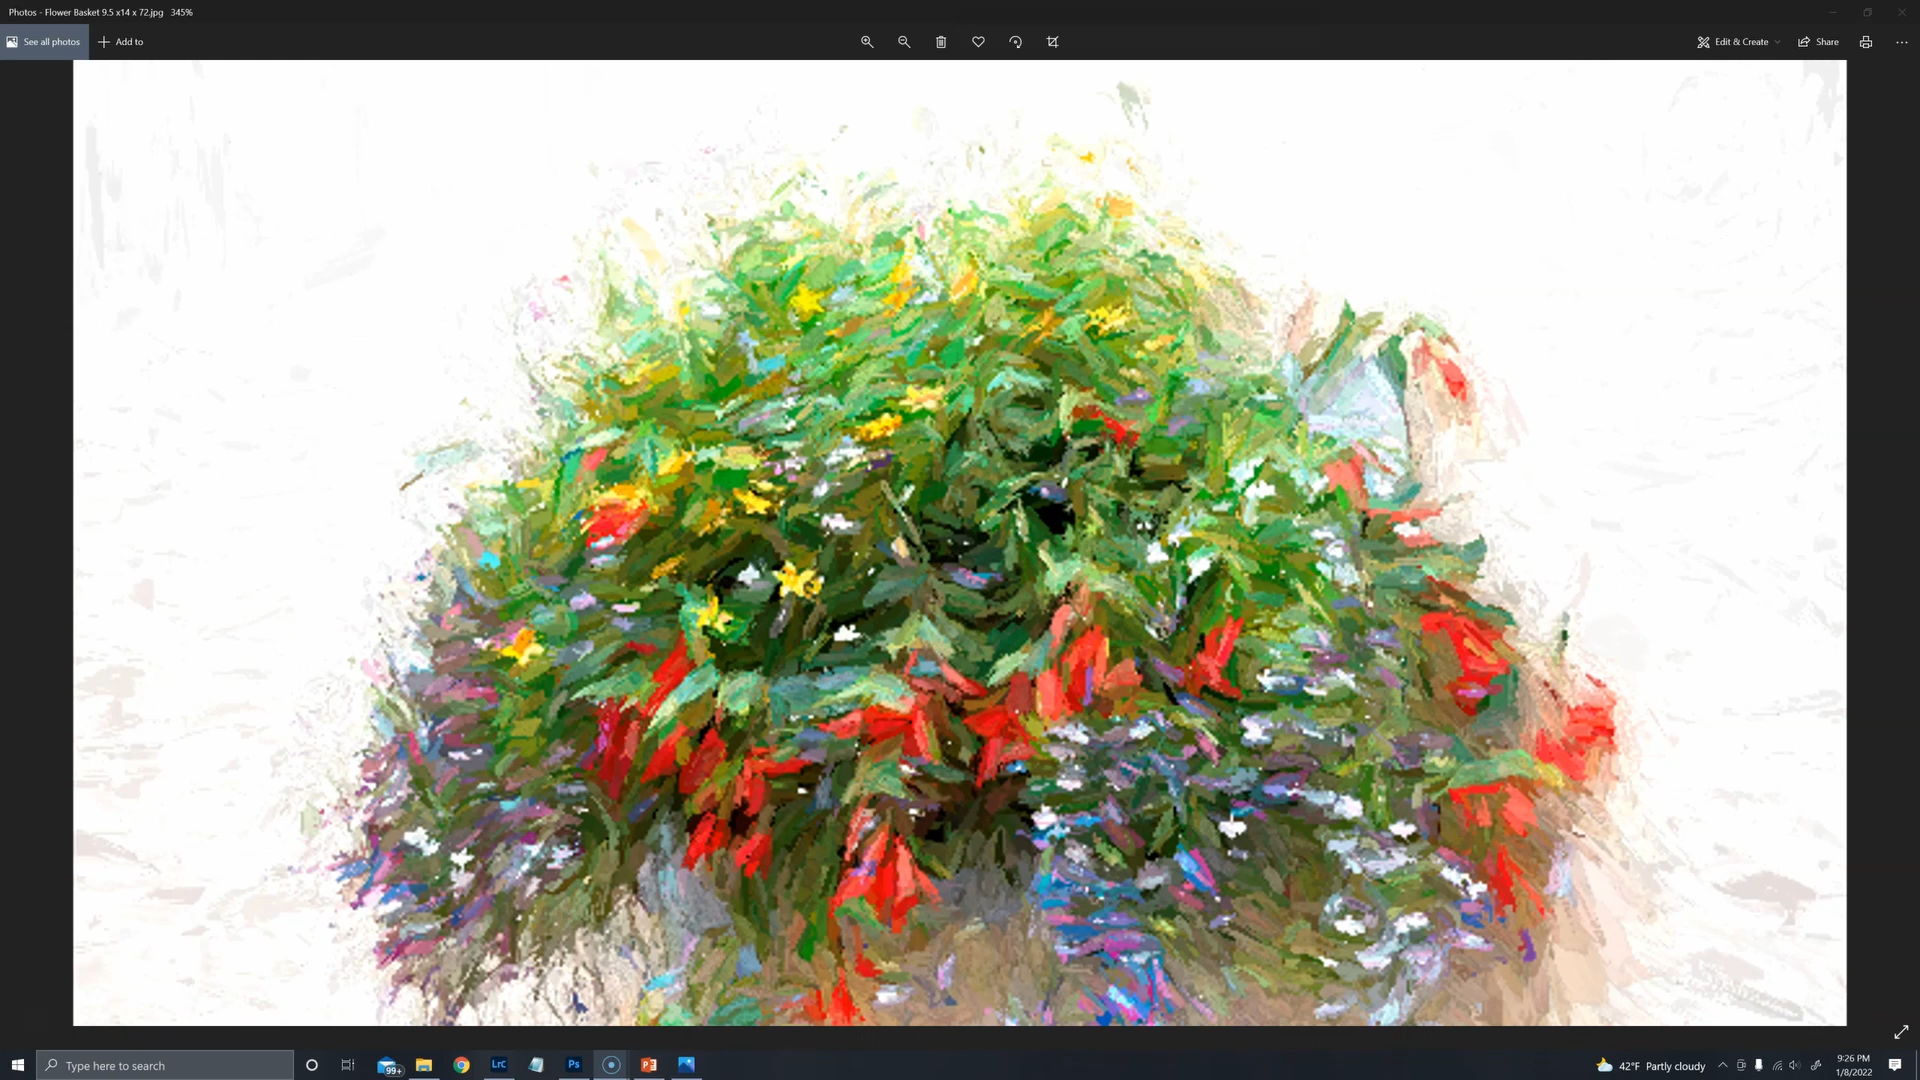 Photos - Flower Basket 9.5 x14 x 72.jpg 345%
See all photos
Add to
Edit & Create
Share
Type here to search
99+
LrC
Ps
P
42°F Partly cloudy
9:26 PM
1/8/2022